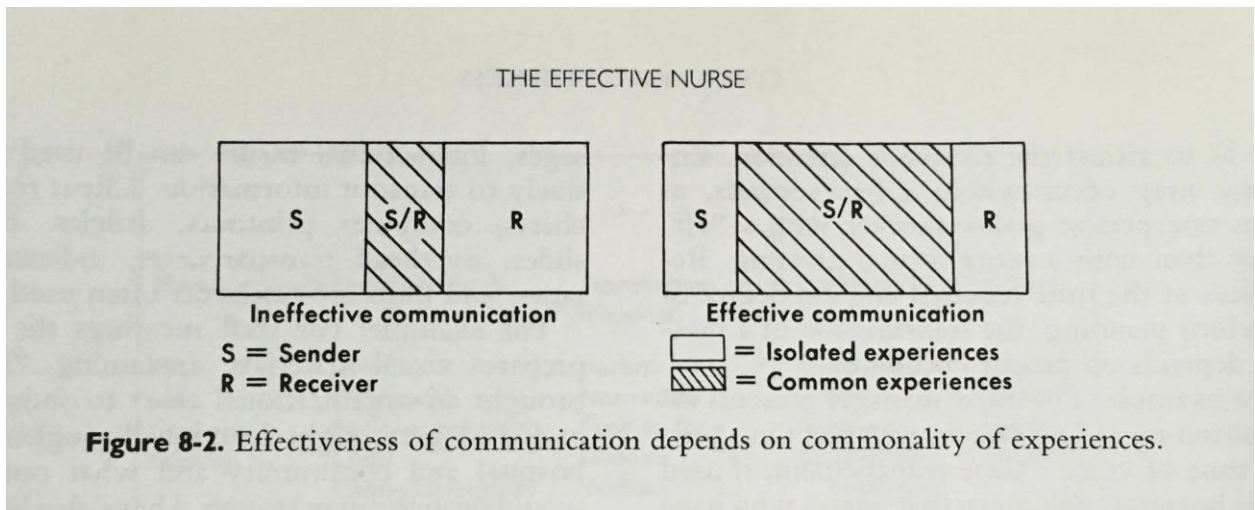 THE EFFECTIVE NURSE
S S/R R
S S/R R
Ineffective communication
Effective communication
S = Sender
R = Receiver
= Isolated experiences
= Common experiences
Figure 8-2. Effectiveness of communication depends on commonality of experiences.